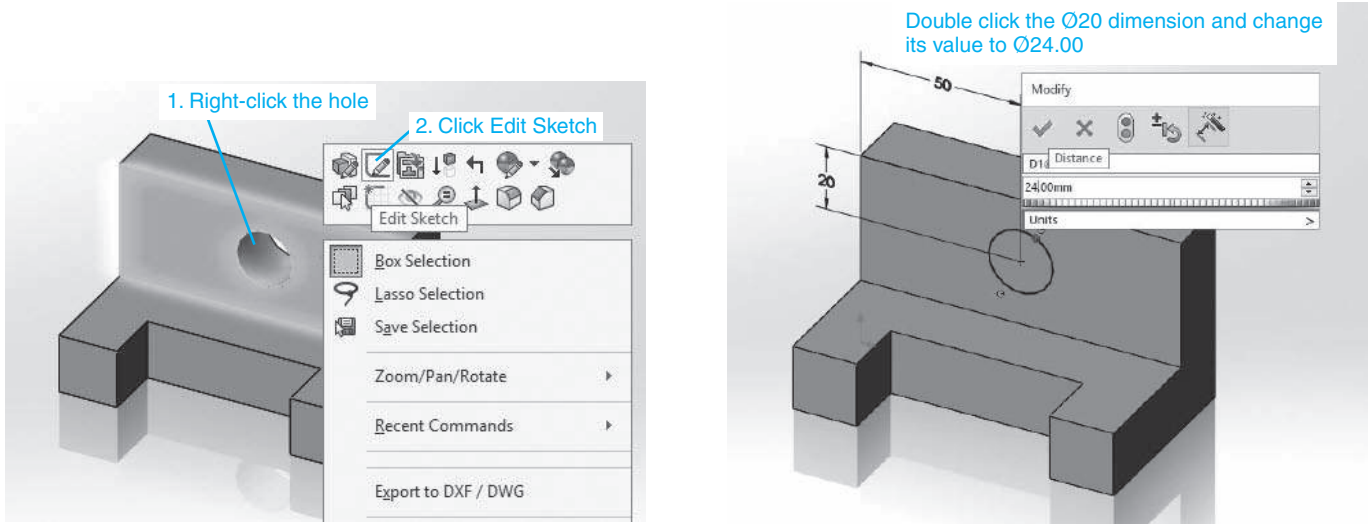 1. Right-click the hole
2. Click Edit Sketch
Edit Sketch
Box Selection
Lasso Selection
Save Selection
Zoom/Pan/Rotate
Recent Commands
Export to DXF / DWG
Double click the Ø20 dimension and change
its value to Ø24.00
50
20
Modify
D1@
Distance
24.00mm
Units >